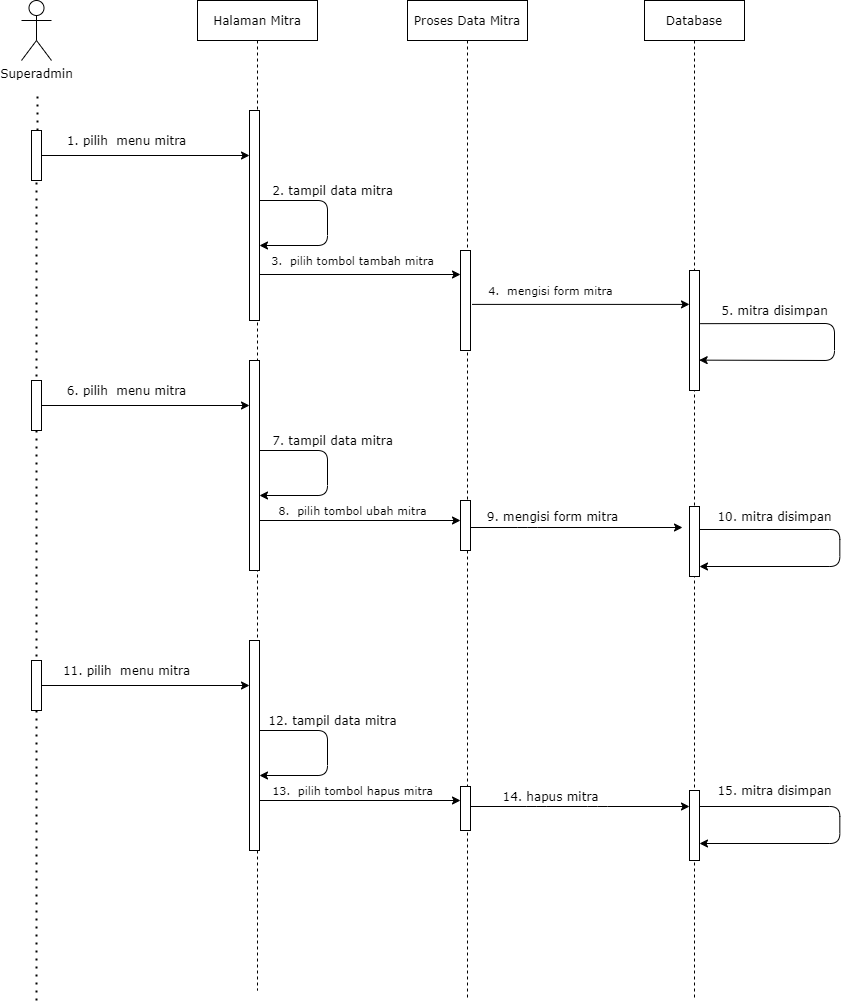 Halaman Mitra
Proses Data Mitra
Database
Superadmin
1. pilih  menu mitra
2. tampil data mitra
3.  pilih tombol tambah mitra
4.  mengisi form mitra
5. mitra disimpan
6. pilih  menu mitra
7. tampil data mitra
8.  pilih tombol ubah mitra
9. mengisi form mitra
10. mitra disimpan
11. pilih  menu mitra
12. tampil data mitra
13.  pilih tombol hapus mitra
14. hapus mitra
15. mitra disimpan